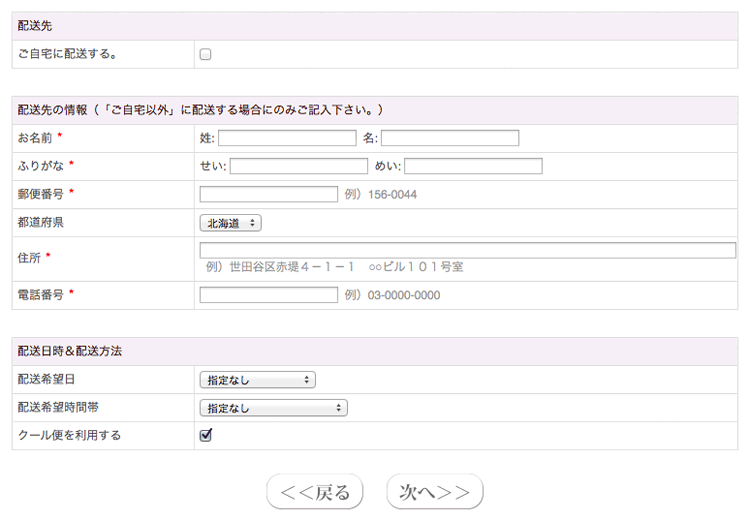 配送先
ご自宅に配送する。
配送先の情報（「ご自宅以外」に配送する場合にのみご記入下さい。）
お名前 * 姓: 名:
ふりがな * せい: めい:
郵便番号 * 例）156-0044
都道府県 北海道
住所 *
例）世田谷区赤堤４－１－１　○○ビル１０１号室
電話番号 * 例）03-0000-0000
配送日時＆配送方法
配送希望日 指定なし
配送希望時間帯 指定なし
クール便を利用する
＜＜戻る 次へ＞＞